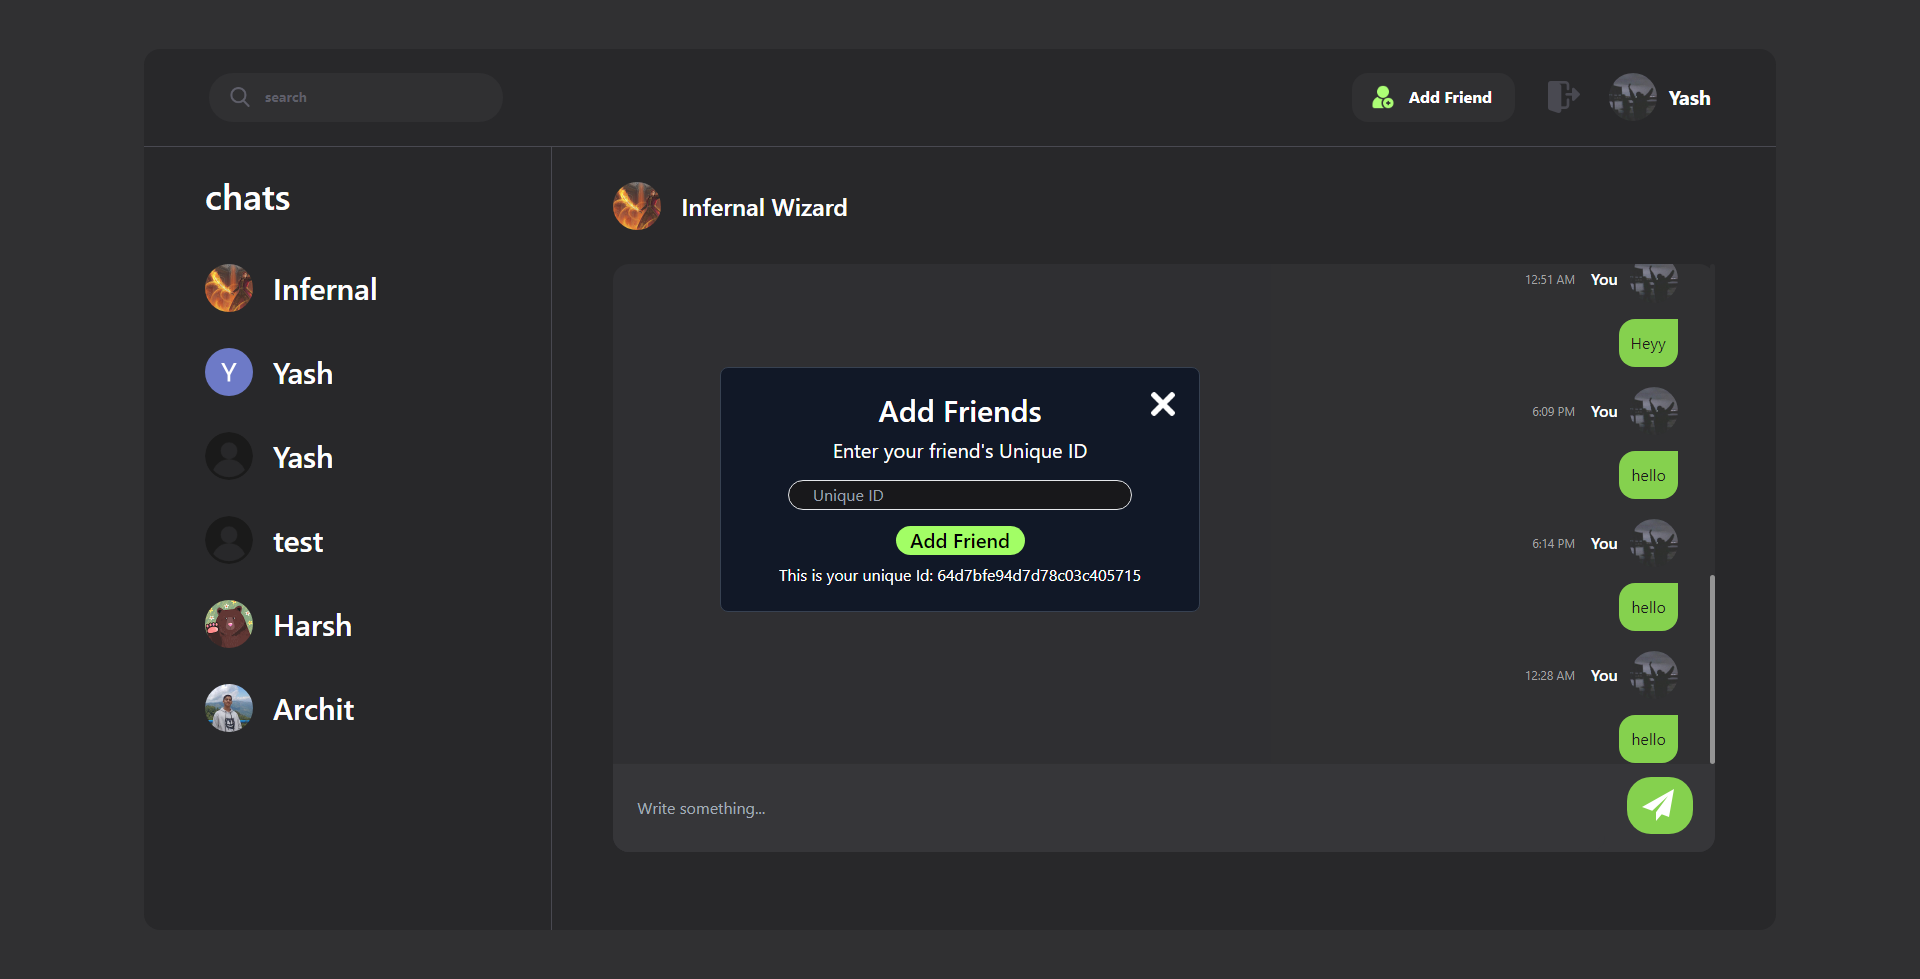 search
Add Friend
Yash
chats
Infernal
Y
Yash
Yash
test
Harsh
Archit
Infernal Wizard
12:51 AM You
Heyy
6:09 PM You
hello
6:14 PM You
hello
12:28 AM You
hello
Add Friends
Enter your friend's Unique ID
Unique ID
Add Friend
This is your unique Id: 64d7bfe94d7d78c03c405715
Write something...